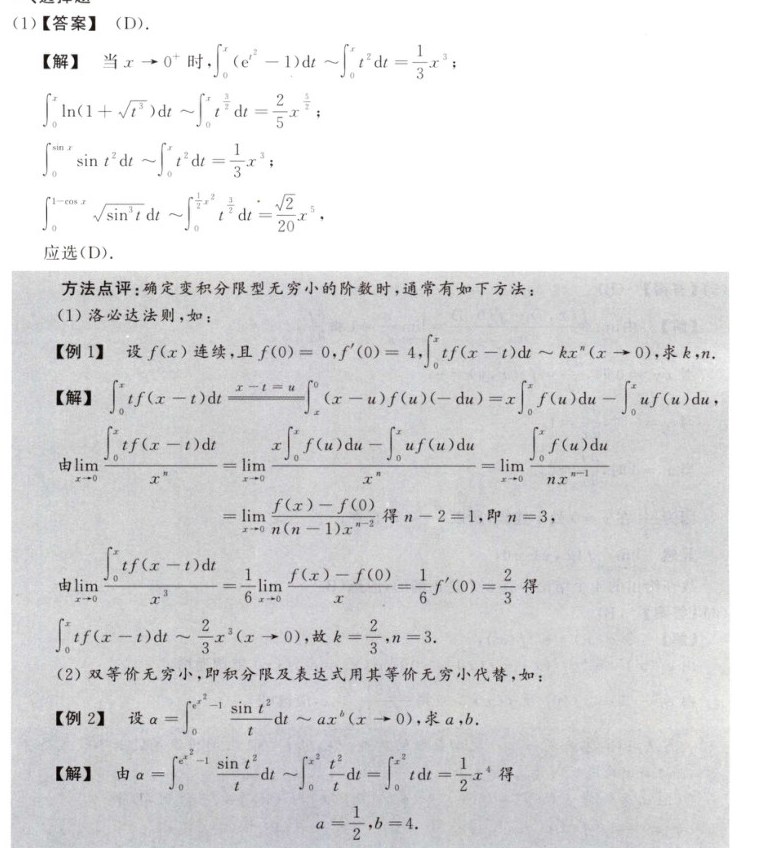 (1)【答案】 (D).
【解】 当 x → 0⁺ 时,∫₀ˣ (e^{t²} − 1)dt ~ ∫₀ˣ t²dt = 1/3 x³;
∫₀ˣ ln(1 + √(t³))dt ~ ∫₀ˣ t^{3/2} dt = 2/5 x^{5/2};
∫₀^{sin x} sin t²dt ~ ∫₀ˣ t²dt = 1/3 x³;
∫₀^{1−cos x} √(sin³t) dt ~ ∫₀^{½x²} t^{3/2} dt = √2/20 x⁵,
应选(D).
方法点评:确定变积分限型无穷小的阶数时,通常有如下方法:
(1) 洛必达法则,如:
【例 1】 设 f(x) 连续,且 f(0) = 0, f′(0) = 4, ∫₀ˣ tf(x − t)dt ~ kxⁿ (x → 0),求 k,n.
【解】 ∫₀ˣ tf(x − t)dt =(x − t = u)= ∫ₓ⁰ (x − u)f(u)(− du) = x∫₀ˣ f(u)du − ∫₀ˣ uf(u)du,
由 lim_{x→0} (∫₀ˣ tf(x − t)dt)/xⁿ = lim_{x→0} (x∫₀ˣ f(u)du − ∫₀ˣ uf(u)du)/xⁿ = lim_{x→0} (∫₀ˣ f(u)du)/(nx^{n−1})
= lim_{x→0} (f(x) − f(0))/(n(n − 1)x^{n−2}) 得 n − 2 = 1,即 n = 3,
由 lim_{x→0} (∫₀ˣ tf(x − t)dt)/x³ = 1/6 lim_{x→0} (f(x) − f(0))/x = 1/6 f′(0) = 2/3 得
∫₀ˣ tf(x − t)dt ~ 2/3 x³ (x → 0),故 k = 2/3, n = 3.
(2) 双等价无穷小,即积分限及表达式用其等价无穷小代替,如:
【例 2】 设 α = ∫₀^{e^{x²}−1} (sin t²)/t dt ~ axᵇ (x → 0),求 a,b.
【解】 由 α = ∫₀^{e^{x²}−1} (sin t²)/t dt ~ ∫₀^{x²} t²/t dt = ∫₀^{x²} tdt = 1/2 x⁴ 得
a = 1/2, b = 4.